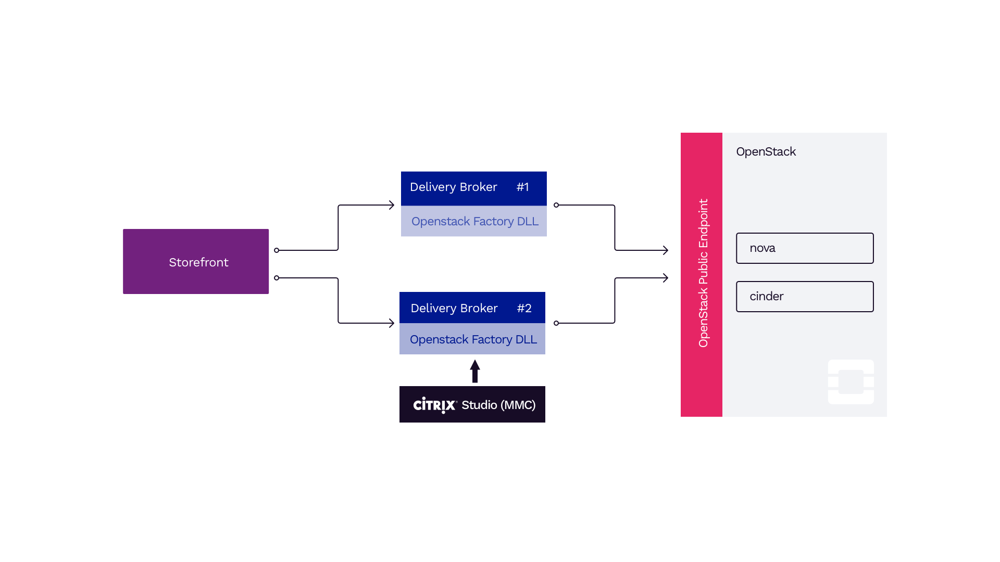 Storefront
Delivery Broker #1
Openstack Factory DLL
Delivery Broker #2
Openstack Factory DLL
CiTRIX® Studio (MMC)
OpenStack Public Endpoint
OpenStack
nova
cinder